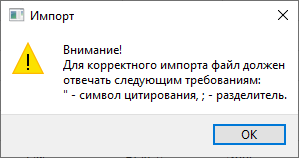 Импорт
Внимание!
Для корректного импорта файл должен
отвечать следующим требованиям:
" - символ цитирования, ; - разделитель.
OK